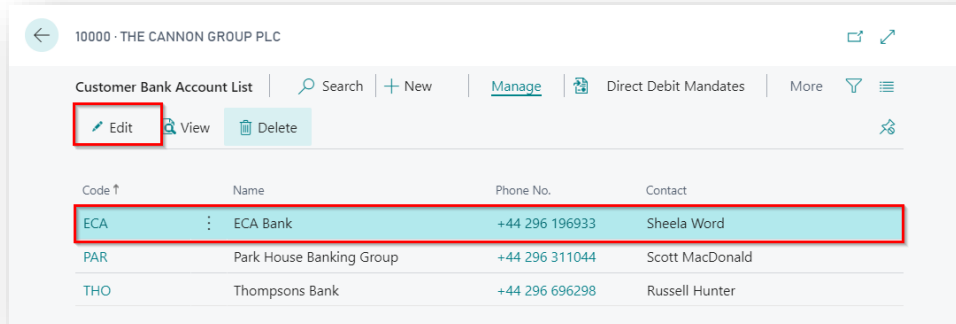 10000 · THE CANNON GROUP PLC
Customer Bank Account List Search New Manage Direct Debit Mandates More
Edit View Delete
Code↑ Name Phone No. Contact
ECA ECA Bank +44 296 196933 Sheela Word
PAR Park House Banking Group +44 296 311044 Scott MacDonald
THO Thompsons Bank +44 296 696298 Russell Hunter